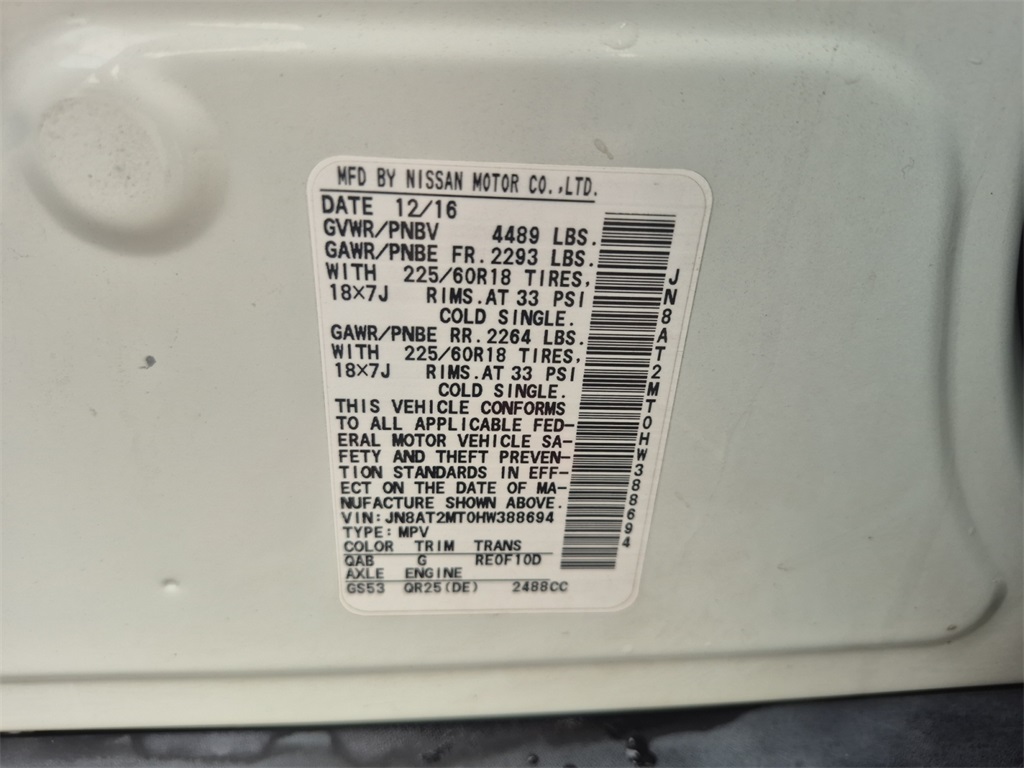 MFD BY NISSAN MOTOR CO.,LTD.
DATE 12/16
GVWR/PNBV 4489 LBS.
GAWR/PNBE FR. 2293 LBS.
WITH 225/60R18 TIRES,
18×7J RIMS.AT 33 PSI
COLD SINGLE.
GAWR/PNBE RR. 2264 LBS.
WITH 225/60R18 TIRES,
18×7J RIMS.AT 33 PSI
COLD SINGLE.
THIS VEHICLE CONFORMS
TO ALL APPLICABLE FED-
ERAL MOTOR VEHICLE SA-
FETY AND THEFT PREVEN-
TION STANDARDS IN EFF-
ECT ON THE DATE OF MA-
NUFACTURE SHOWN ABOVE.
VIN: JN8AT2MT0HW388694
TYPE: MPV
COLOR TRIM TRANS
QAB G RE0F10D
AXLE ENGINE
GS53 QR25(DE) 2488CC
JN8AT2MT0HW388694